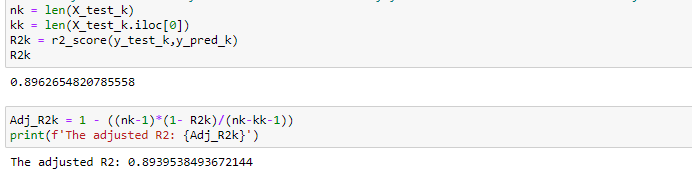 nk = len(X_test_k)
kk = len(X_test_k.iloc[0])
R2k = r2_score(y_test_k,y_pred_k)
R2k
0.8962654820785558
Adj_R2k = 1 - ((nk-1)*(1- R2k)/(nk-kk-1))
print(f'The adjusted R2: {Adj_R2k}')
The adjusted R2: 0.8939538493672144